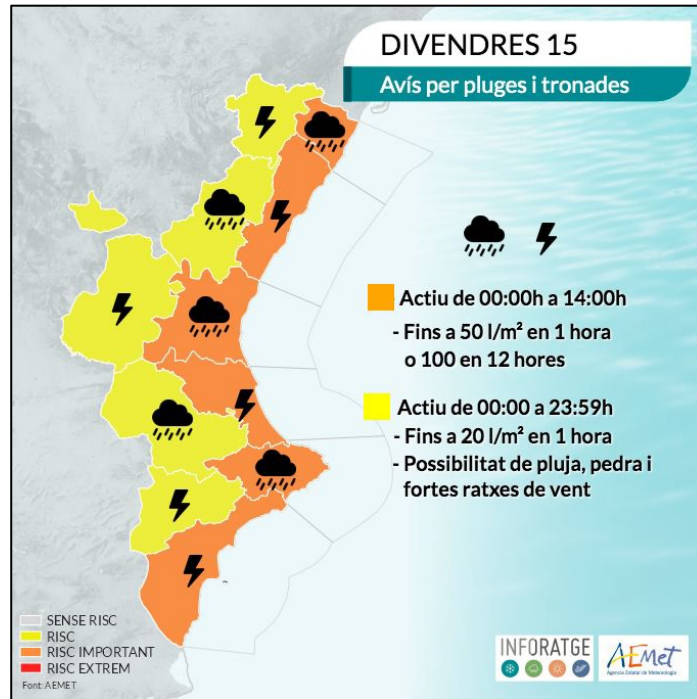 DIVENDRES 15
Avís per pluges i tronades
Actiu de 00:00h a 14:00h
- Fins a 50 l/m² en 1 hora
o 100 en 12 hores
Actiu de 00:00 a 23:59h
- Fins a 20 l/m² en 1 hora
- Possibilitat de pluja, pedra i
fortes ratxes de vent
SENSE RISC
RISC
RISC IMPORTANT
RISC EXTREM
Font: AEMET
INFORATGE
AEMet
Agencia Estatal de Meteorología